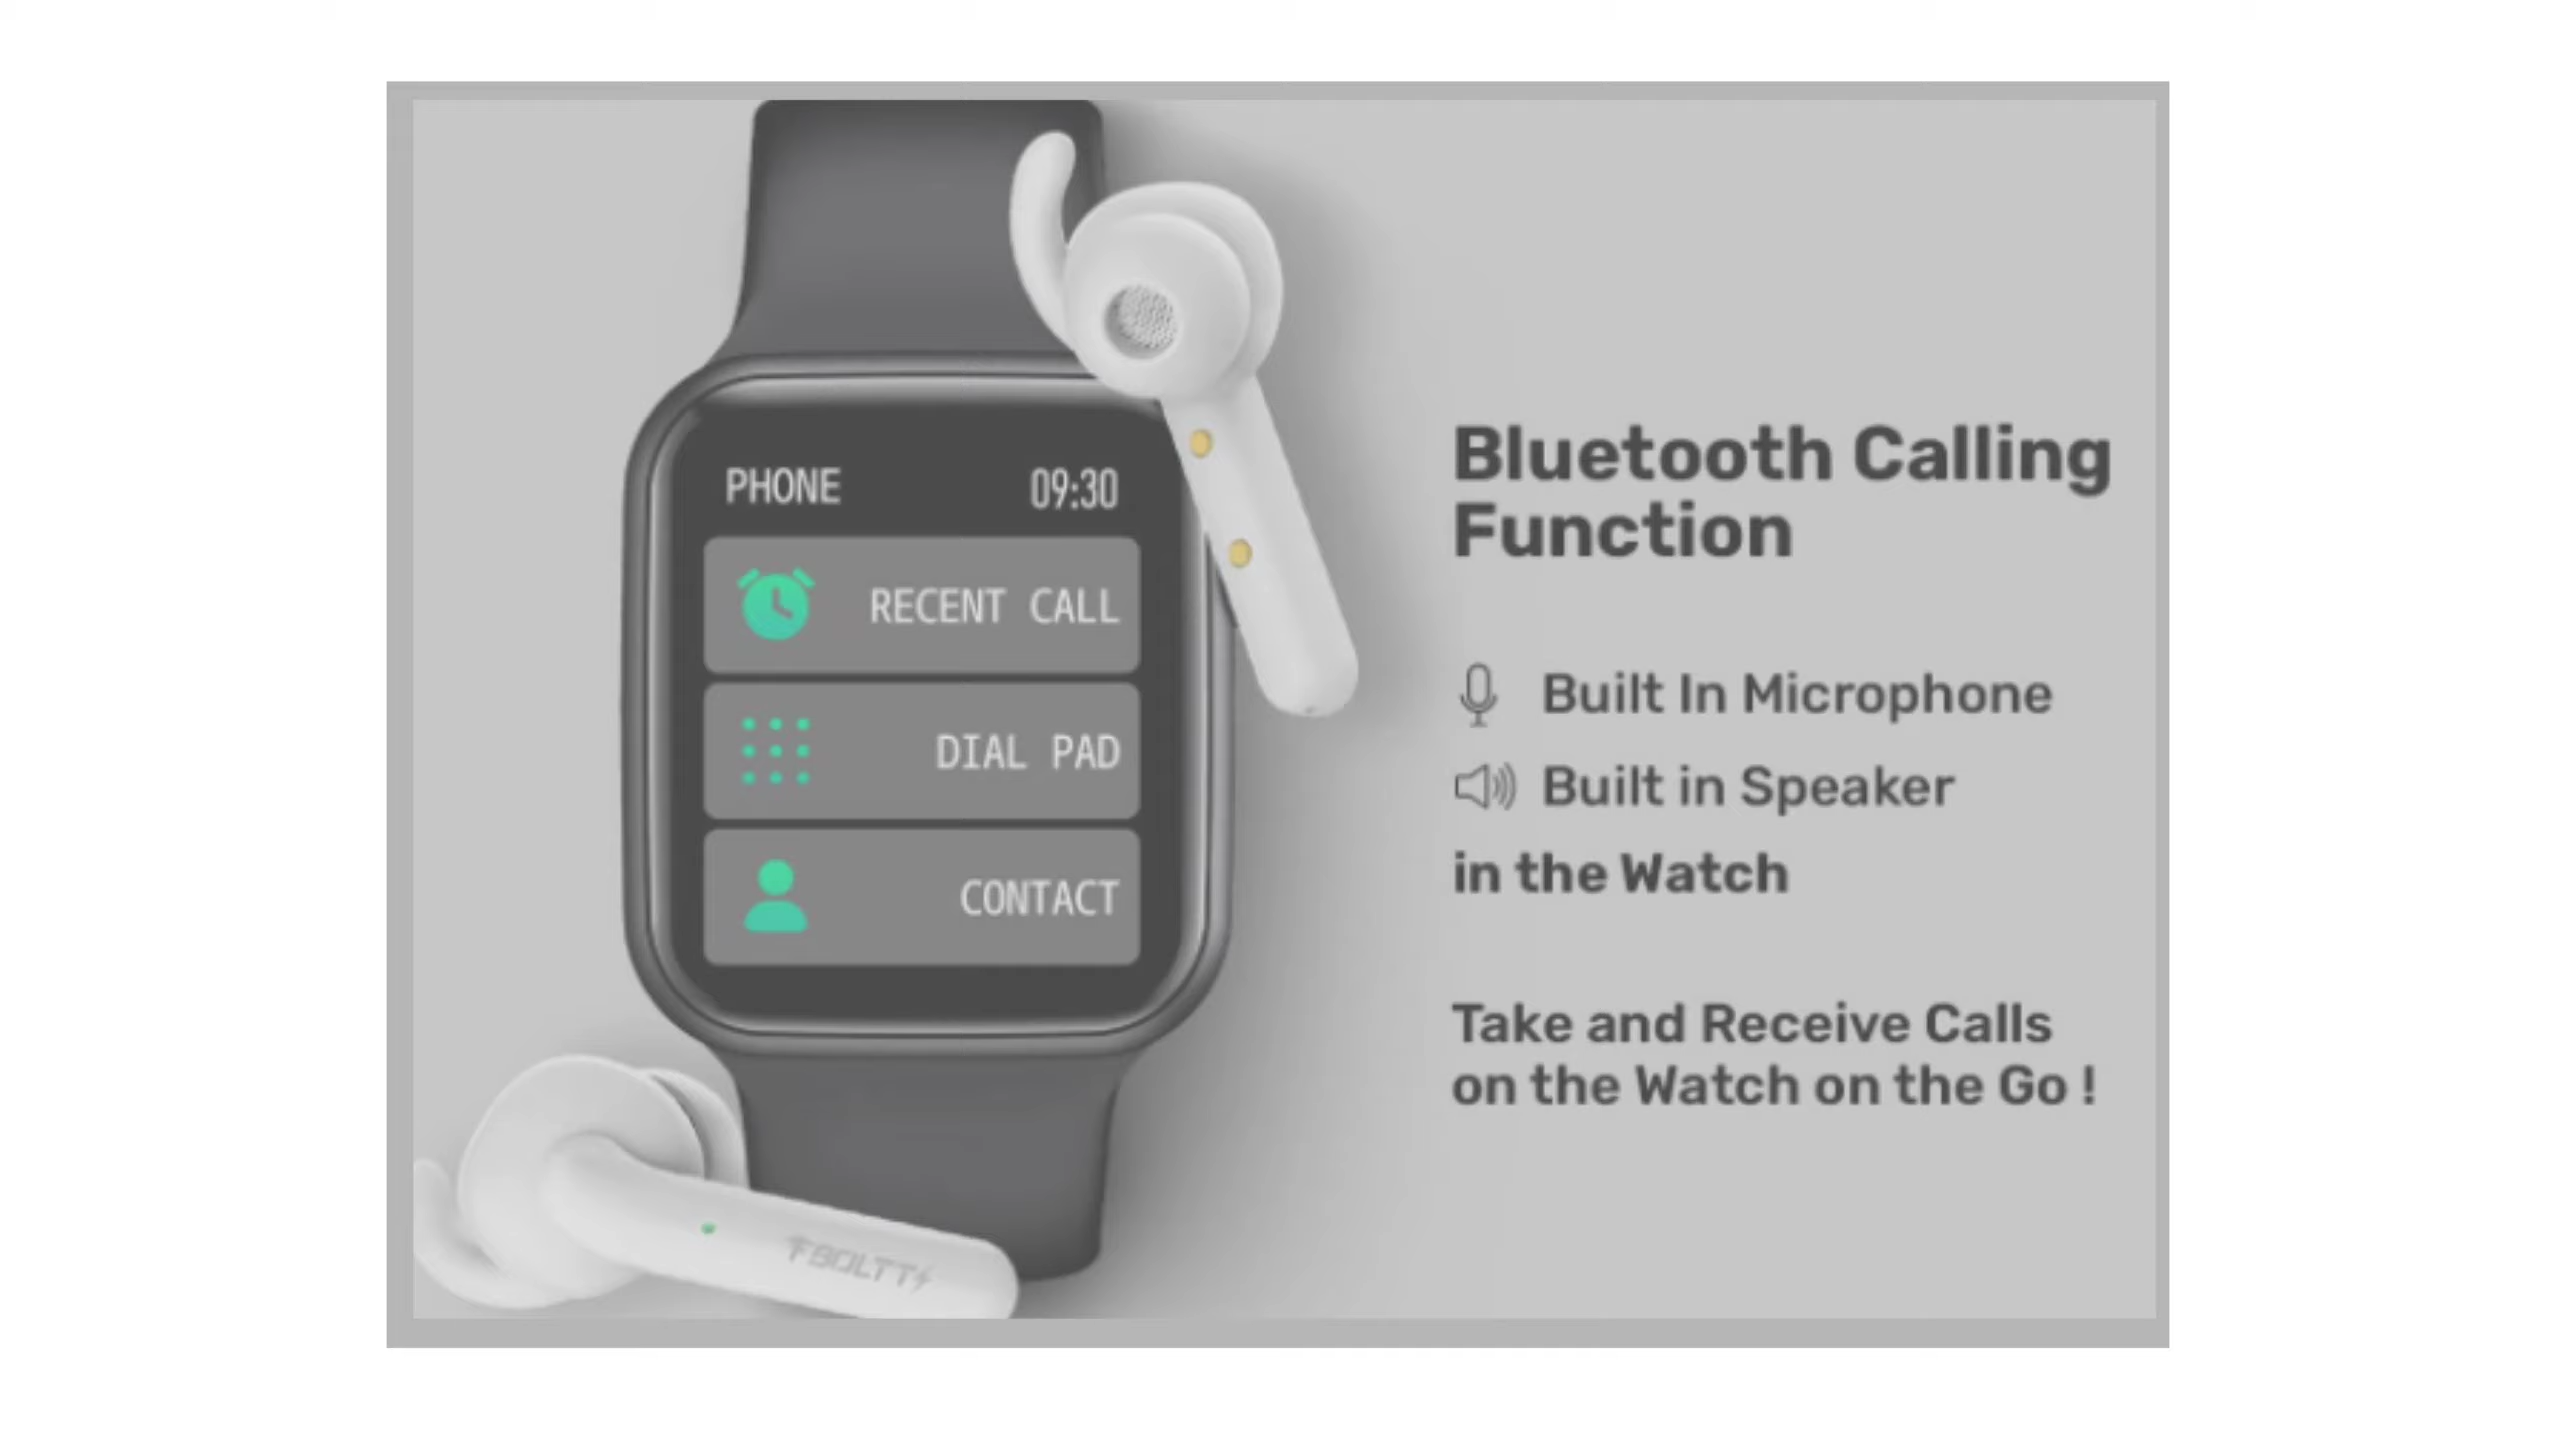 PHONE 09:30
RECENT CALL
DIAL PAD
CONTACT
Bluetooth Calling
Function
Built In Microphone
Built in Speaker
in the Watch
Take and Receive Calls
on the Watch on the Go !